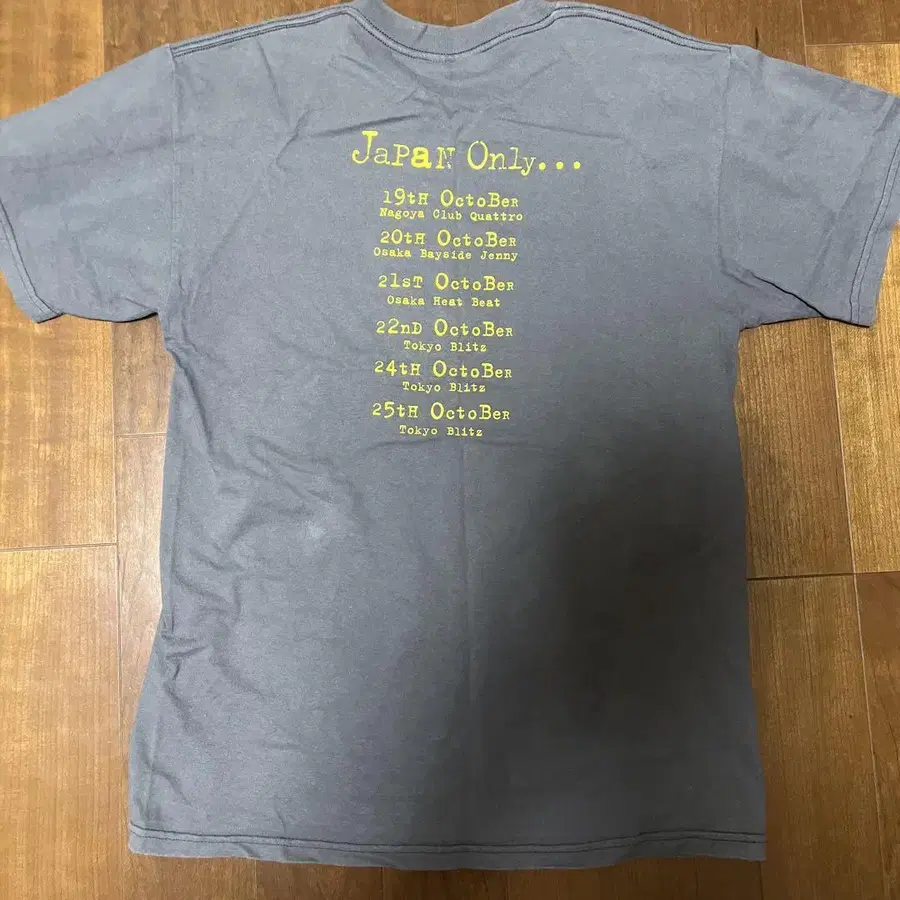 JaPaN Only...
19tH OctoBeR
Nagoya Club Quattro
20tH OctoBeR
Osaka Bayside Jenny
21sT OctoBeR
Osaka Heat Beat
22nD OctoBeR
Tokyo Blitz
24tH OctoBeR
Tokyo Blitz
25tH OctoBeR
Tokyo Blitz